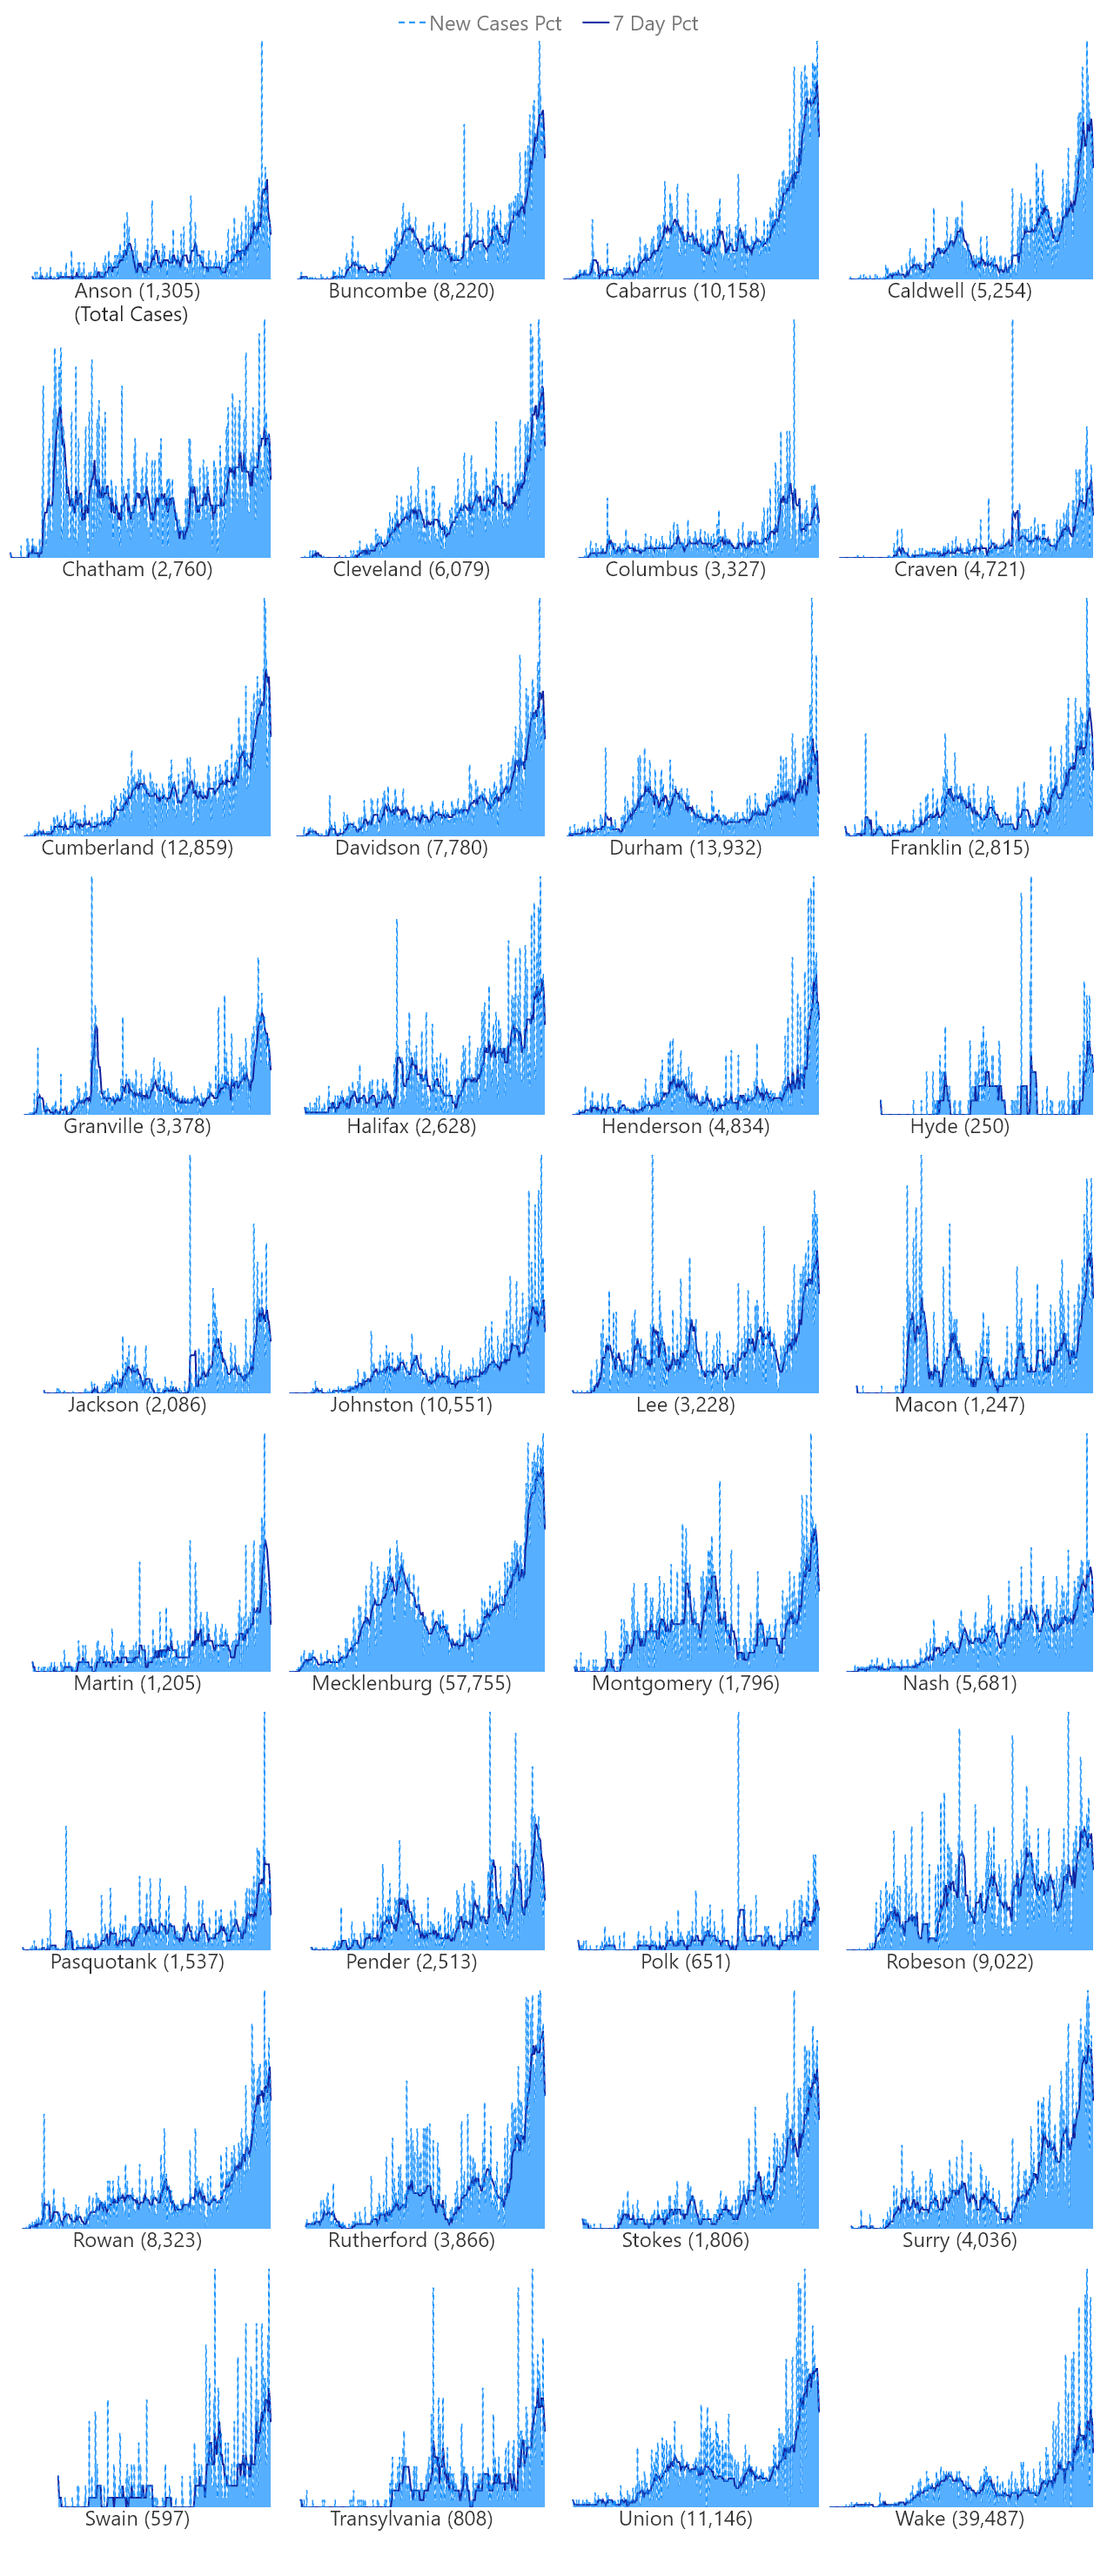 New Cases Pct 7 Day Pct
Anson (1,305) Buncombe (8,220) Cabarrus (10,158) Caldwell (5,254)
(Total Cases)
Chatham (2,760) Cleveland (6,079) Columbus (3,327) Craven (4,721)
Cumberland (12,859) Davidson (7,780) Durham (13,932) Franklin (2,815)
Granville (3,378) Halifax (2,628) Henderson (4,834) Hyde (250)
Jackson (2,086) Johnston (10,551) Lee (3,228) Macon (1,247)
Martin (1,205) Mecklenburg (57,755) Montgomery (1,796) Nash (5,681)
Pasquotank (1,537) Pender (2,513) Polk (651) Robeson (9,022)
Rowan (8,323) Rutherford (3,866) Stokes (1,806) Surry (4,036)
Swain (597) Transylvania (808) Union (11,146) Wake (39,487)